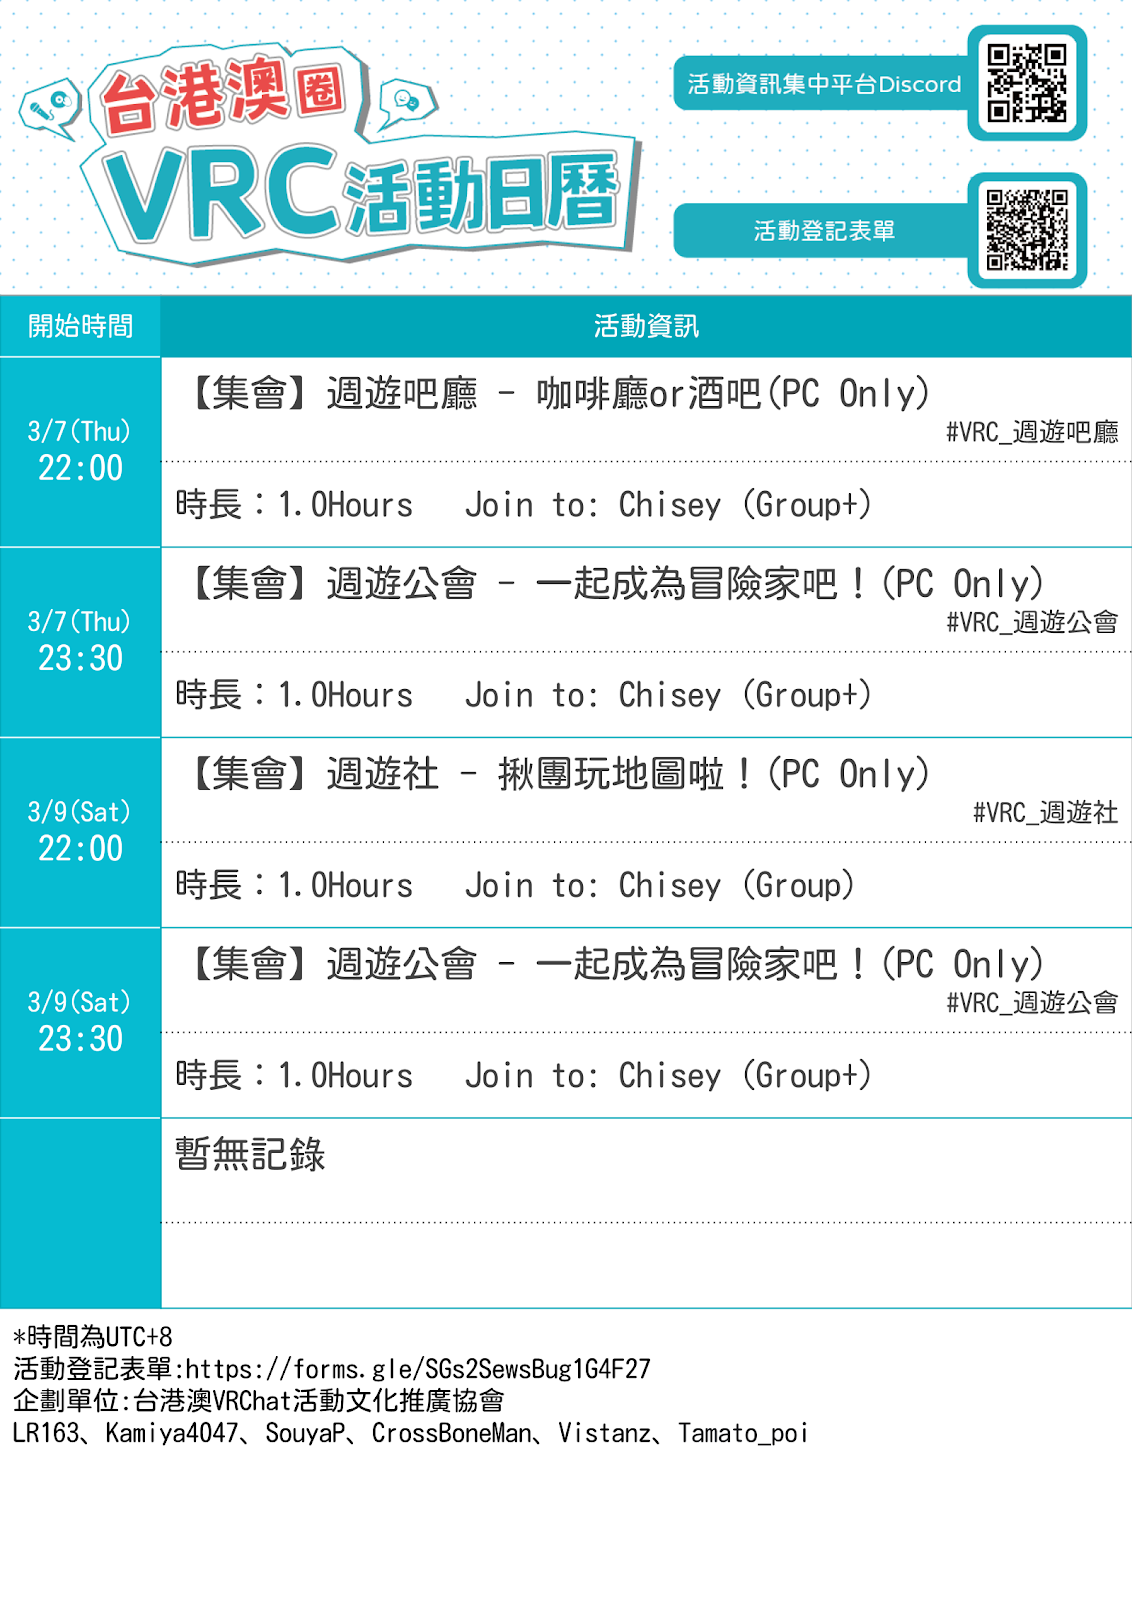 台港澳圈
VRC活動日曆
活動資訊集中平台Discord
活動登記表單
開始時間
活動資訊
3/7(Thu)
22:00
【集會】週遊吧廳 - 咖啡廳or酒吧(PC Only)
#VRC_週遊吧廳
時長：1.0Hours Join to: Chisey (Group+)
3/7(Thu)
23:30
【集會】週遊公會 - 一起成為冒險家吧！(PC Only)
#VRC_週遊公會
時長：1.0Hours Join to: Chisey (Group+)
3/9(Sat)
22:00
【集會】週遊社 - 揪團玩地圖啦！(PC Only)
#VRC_週遊社
時長：1.0Hours Join to: Chisey (Group)
3/9(Sat)
23:30
【集會】週遊公會 - 一起成為冒險家吧！(PC Only)
#VRC_週遊公會
時長：1.0Hours Join to: Chisey (Group+)
暫無記錄
*時間為UTC+8
活動登記表單:https://forms.gle/SGs2SewsBug1G4F27
企劃單位:台港澳VRChat活動文化推廣協會
LR163、Kamiya4047、SouyaP、CrossBoneMan、Vistanz、Tamato_poi